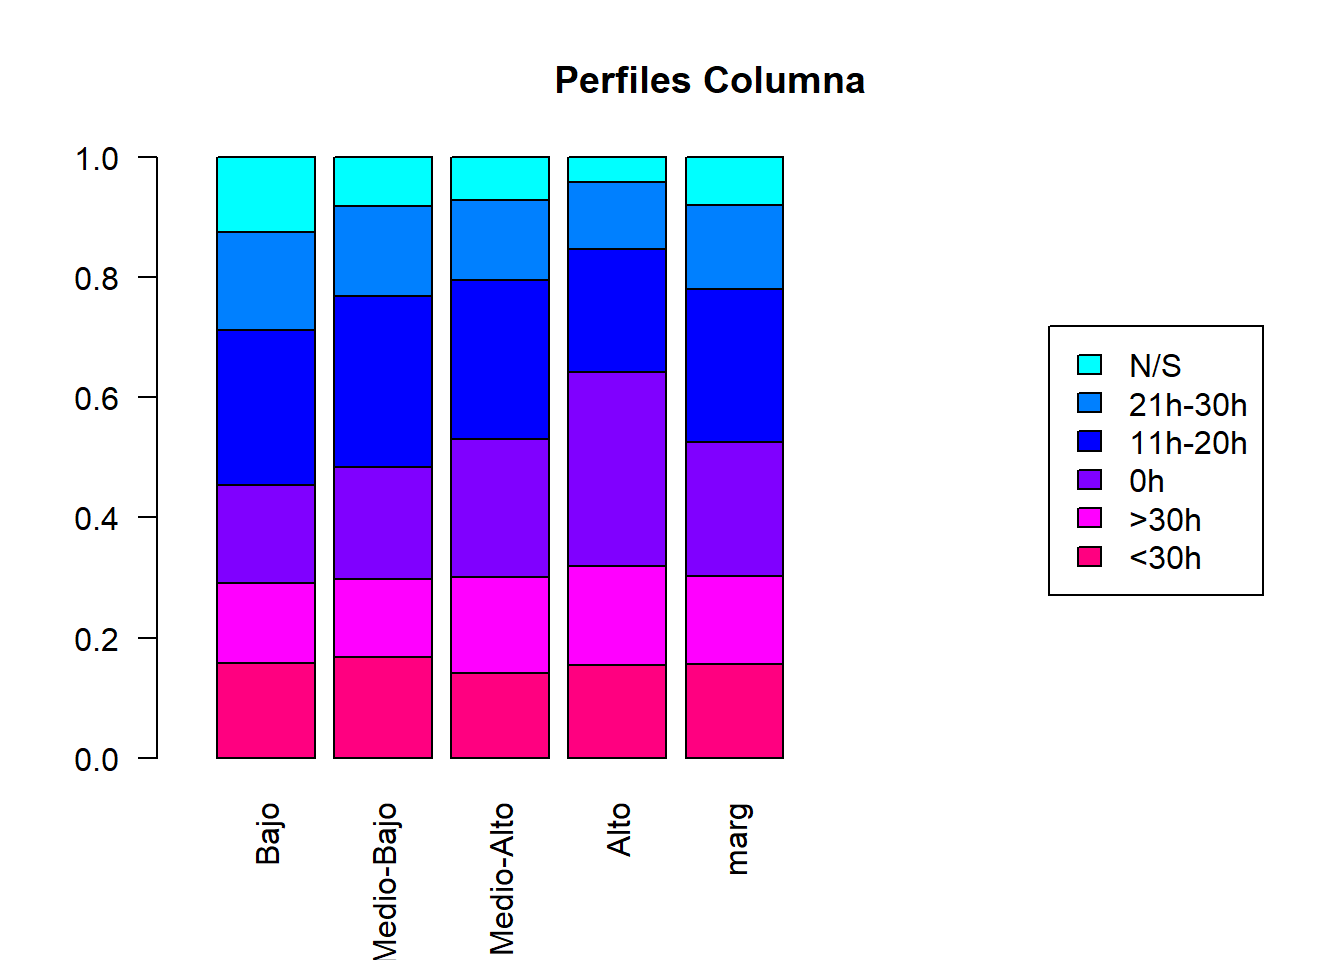 Perfiles Columna
1.0
0.8
0.6
0.4
0.2
0.0
Bajo
Medio-Bajo
Medio-Alto
Alto
marg
N/S
21h-30h
11h-20h
0h
>30h
<30h